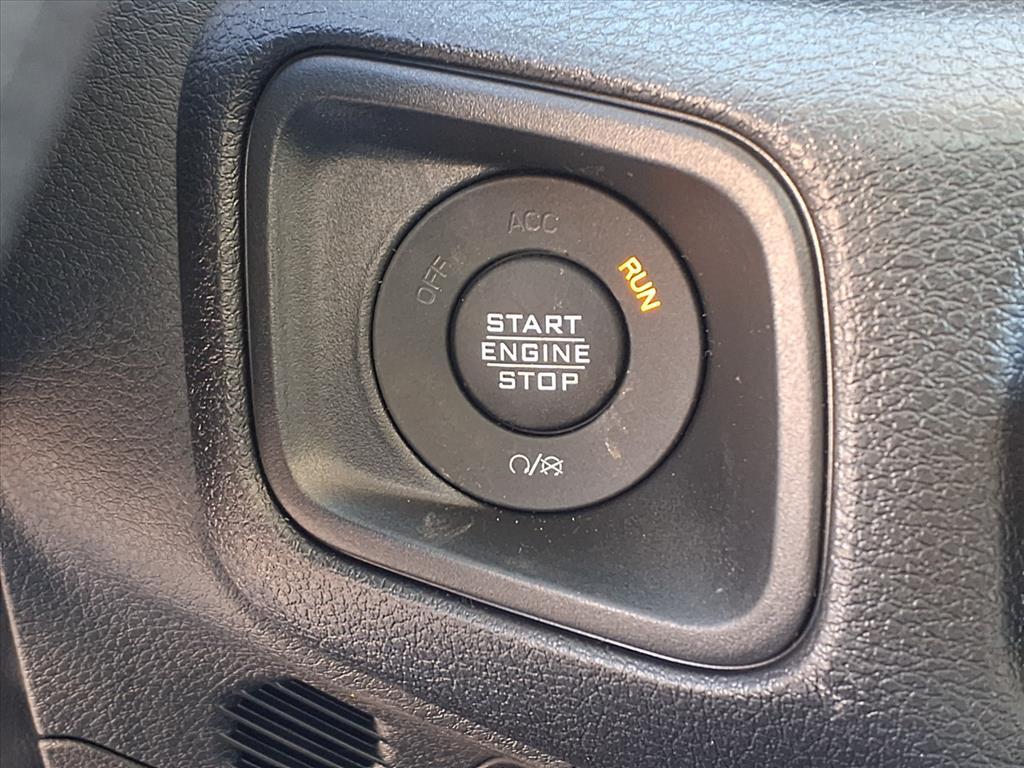 ACC
OFF
RUN
START
ENGINE
STOP